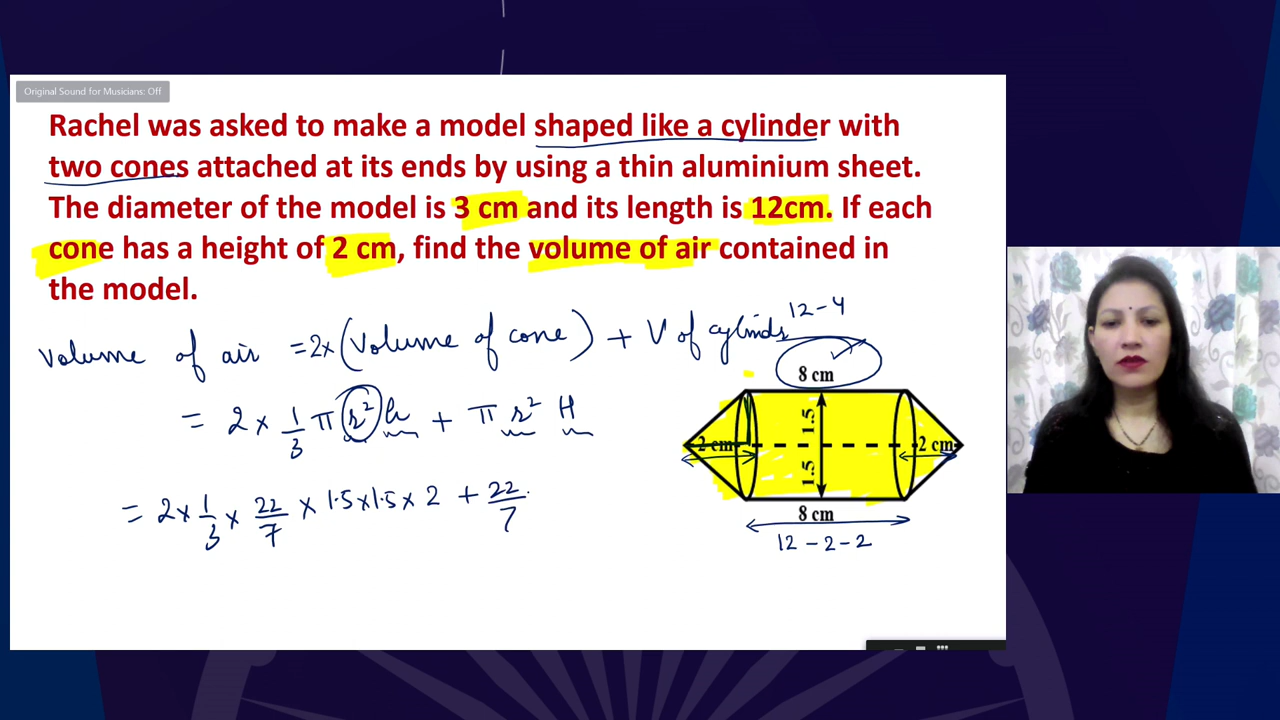 Original Sound for Musicians: Off
Rachel was asked to make a model shaped like a cylinder with
two cones attached at its ends by using a thin aluminium sheet.
The diameter of the model is 3 cm and its length is 12cm. If each
cone has a height of 2 cm, find the volume of air contained in
the model.
Volume of air = 2×(Volume of cone) + V of cylinder
12-4
8 cm
= 2 × 1/3 π r² h + π r² H
2 cm 1.5 2 cm
1.5
= 2 × 1/3 × 22/7 × 1.5 × 1.5 × 2 + 22/7
8 cm
12 - 2 - 2